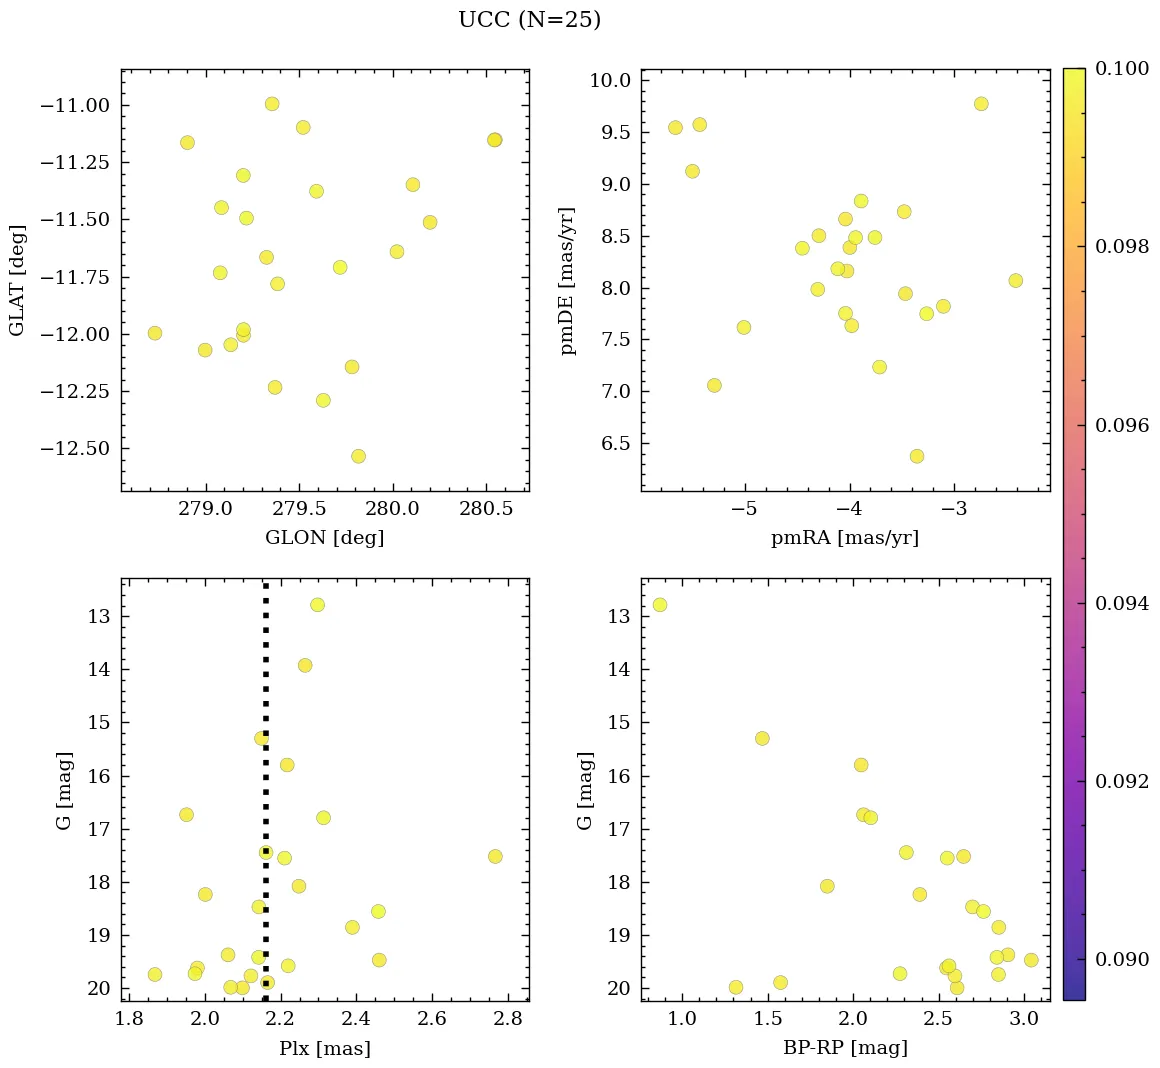 UCC (N=25)
−11.00
−11.25
−11.50
−11.75
−12.00
−12.25
−12.50
GLAT [deg]
279.0 279.5 280.0 280.5
GLON [deg]
10.0
9.5
9.0
8.5
8.0
7.5
7.0
6.5
pmDE [mas/yr]
−5 −4 −3
pmRA [mas/yr]
13
14
15
16
17
18
19
20
G [mag]
1.8 2.0 2.2 2.4 2.6 2.8
Plx [mas]
13
14
15
16
17
18
19
20
G [mag]
1.0 1.5 2.0 2.5 3.0
BP-RP [mag]
0.100
0.098
0.096
0.094
0.092
0.090